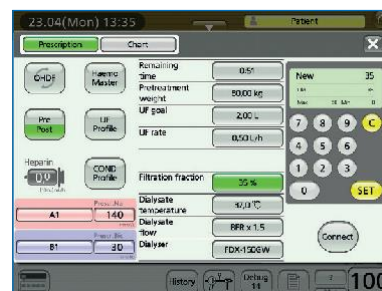 23.04(Mon) 13:35
Patient
Prescription
Chart
OHDF
Haemo Master
Pre Post
UF Profile
Heparin
COND Profile
A1
140
B1
30
Remaining time
0:51
Pretreatment weight
50,00 kg
UF goal
2,00 L
UF rate
0,50 L/h
Filtration fraction
35 %
Dialysate temperature
37,0 °C
Dialysate flow
BFR x 1.5
Dialyser
FDX-150GW
New
35
7
8
9
C
4
5
6
1
2
3
0
SET
Connect
History
Debug
11
?
100